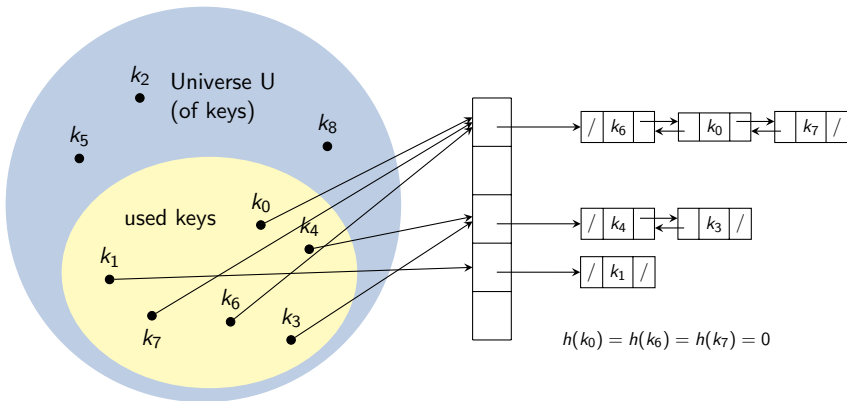 k₂
Universe U
(of keys)
k₅
k₈
/ k₆
k₀
k₇ /
used keys
k₀
k₄
/ k₄
k₃ /
k₁
/ k₁ /
k₇
k₆
k₃
h(k₀) = h(k₆) = h(k₇) = 0